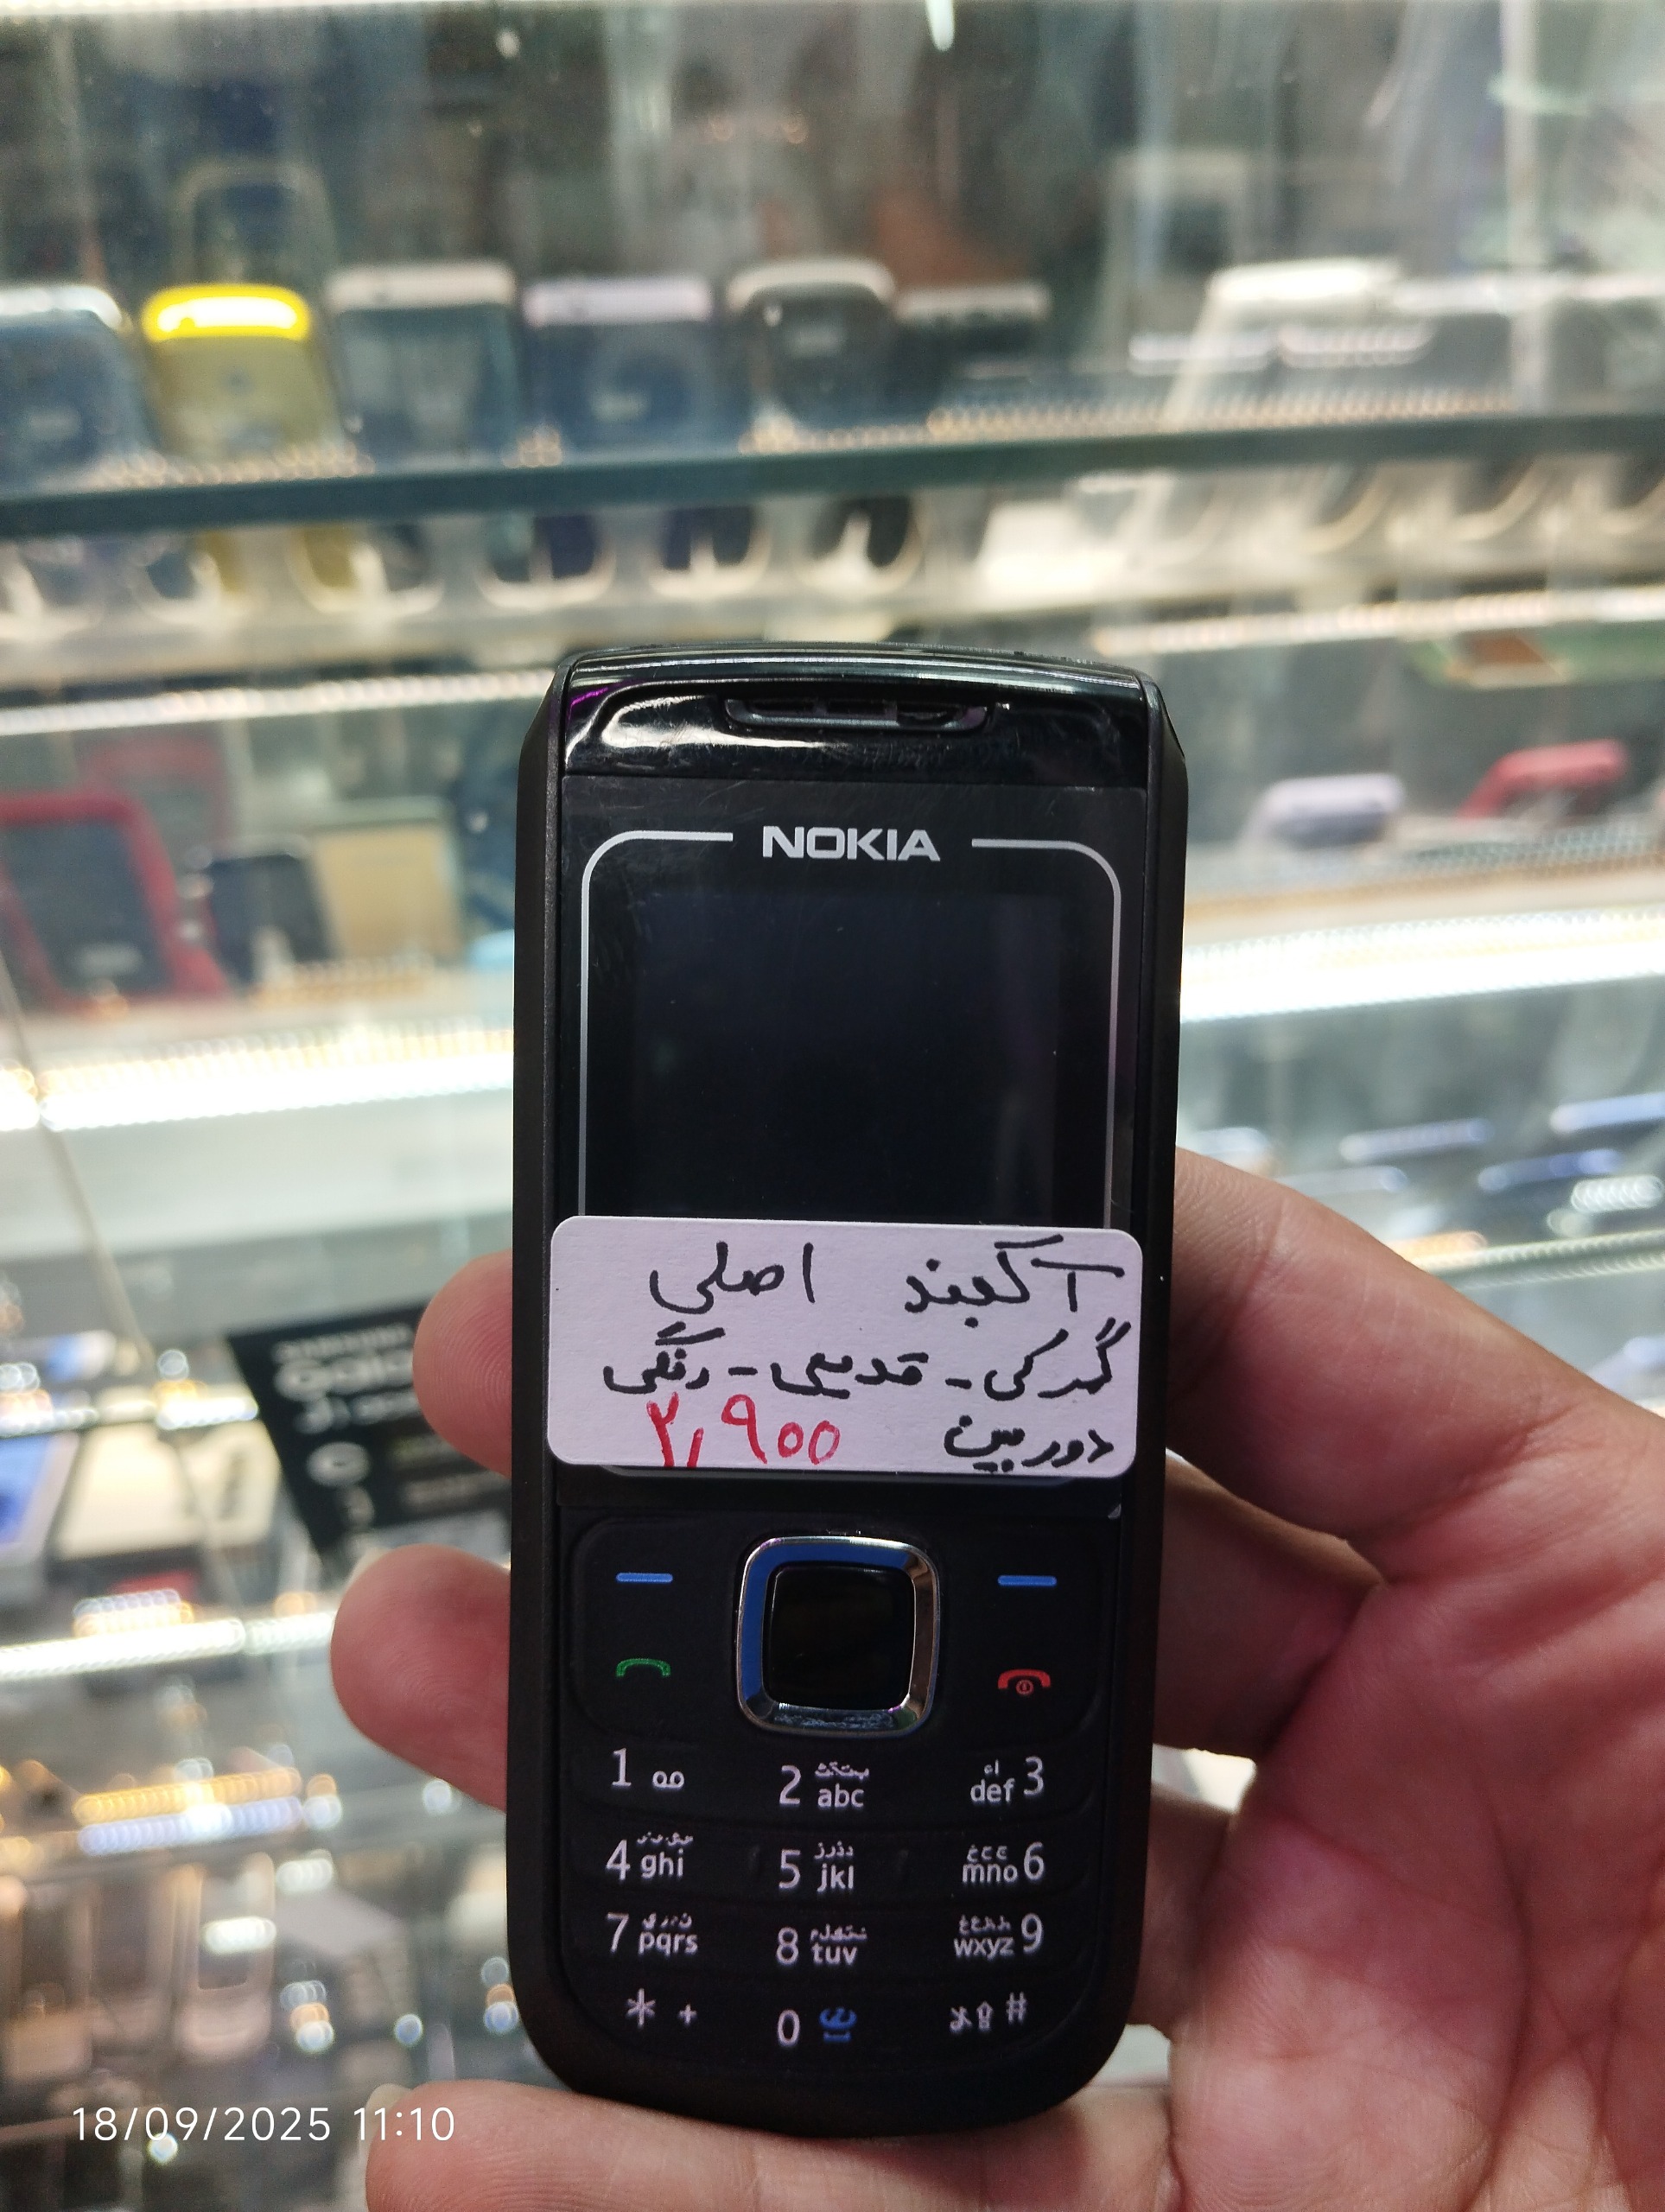 NOKIA
آکبند اصلی
گمرکی - قدیمی - رنگی
دوربین ۲,۹۰۰
1
2 abc
def 3
4 ghi
5 jkl
mno 6
7 pqrs
8 tuv
wxyz 9
* +
0
#
18/09/2025 11:10